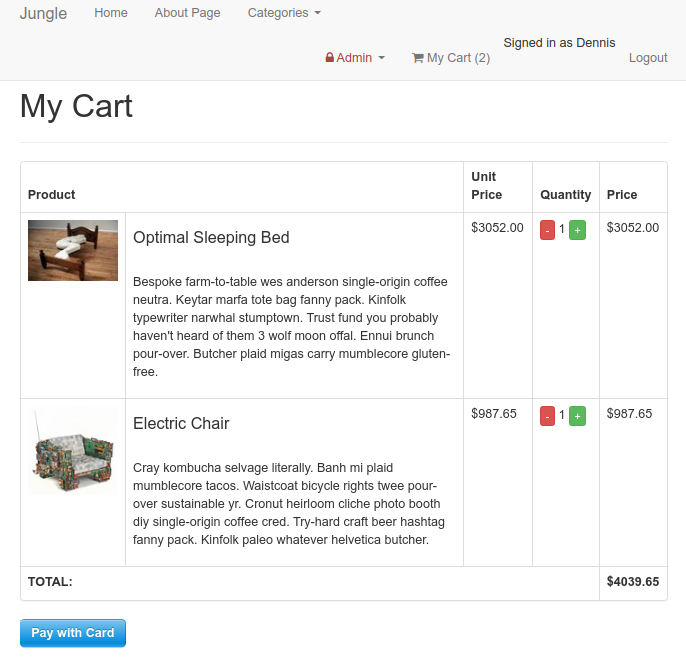 Jungle Home About Page Categories
Admin My Cart (2) Signed in as Dennis Logout
My Cart
Product Unit Price Quantity Price
Optimal Sleeping Bed $3052.00 - 1 + $3052.00
Bespoke farm-to-table wes anderson single-origin coffee
neutra. Keytar marfa tote bag fanny pack. Kinfolk
typewriter narwhal stumptown. Trust fund you probably
haven't heard of them 3 wolf moon offal. Ennui brunch
pour-over. Butcher plaid migas carry mumblecore gluten-
free.
Electric Chair $987.65 - 1 + $987.65
Cray kombucha selvage literally. Banh mi plaid
mumblecore tacos. Waistcoat bicycle rights twee pour-
over sustainable yr. Cronut heirloom cliche photo booth
diy single-origin coffee cred. Try-hard craft beer hashtag
fanny pack. Kinfolk paleo whatever helvetica butcher.
TOTAL: $4039.65
Pay with Card